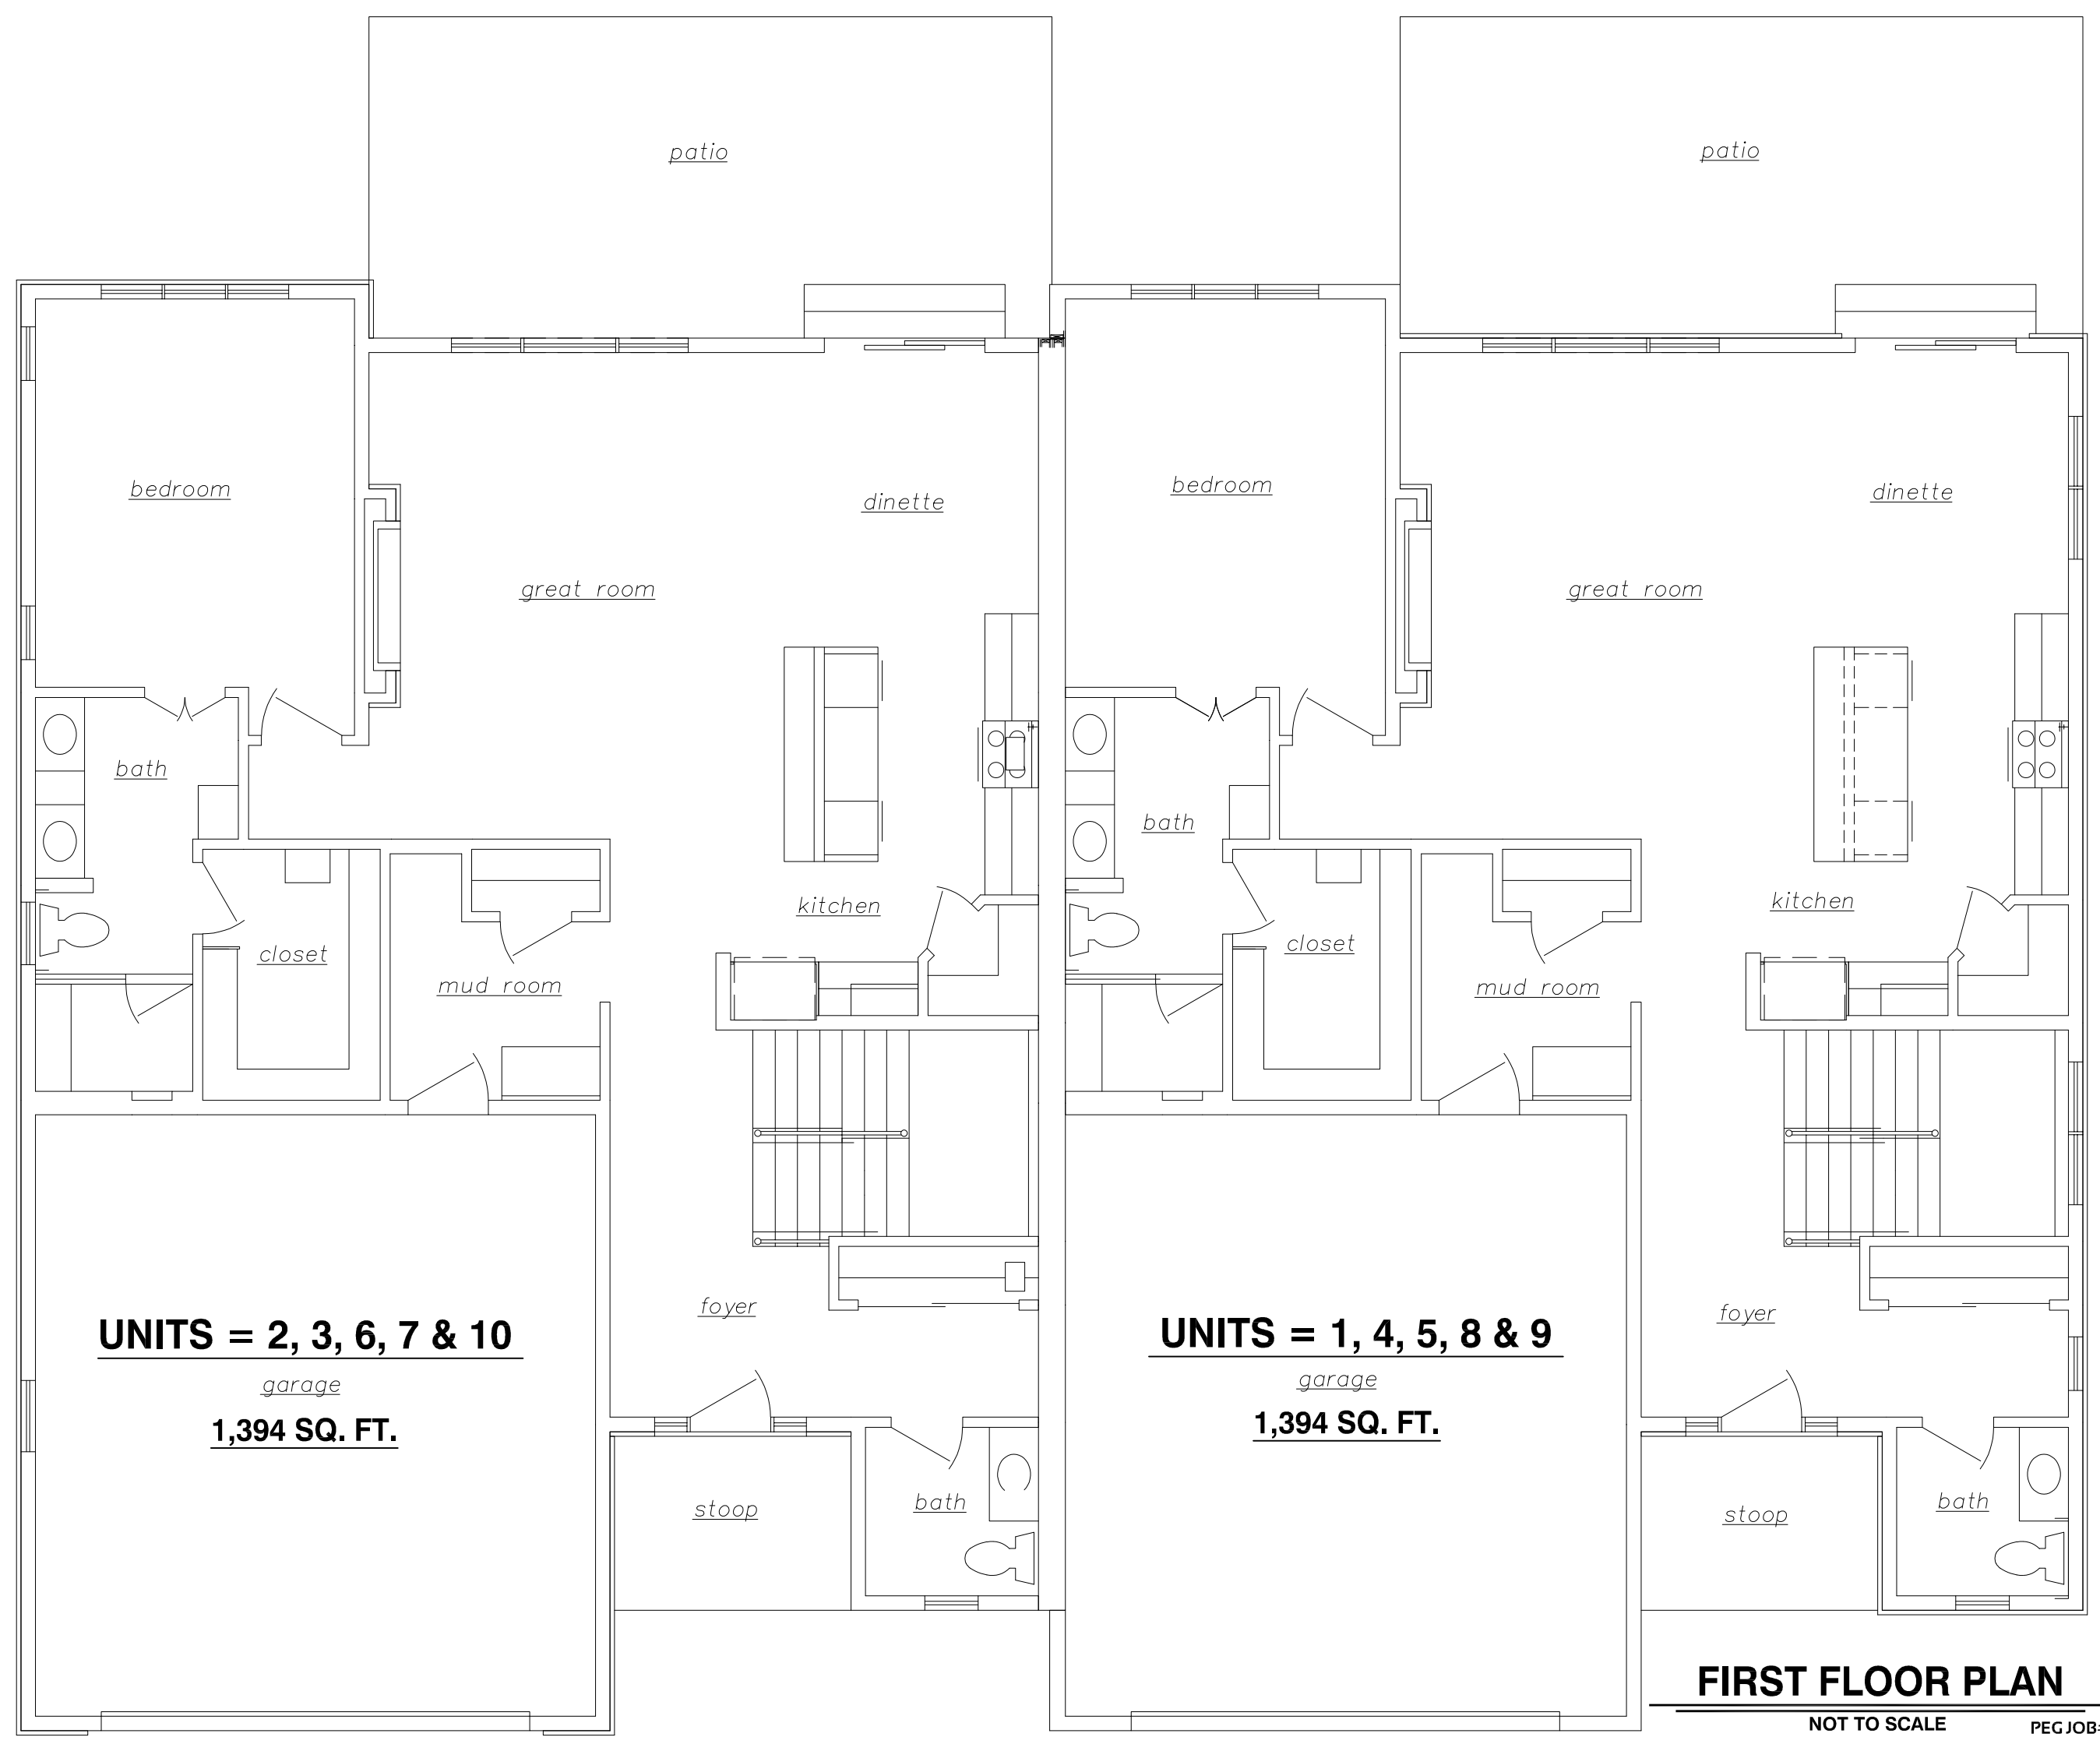 patio
patio
bedroom
dinette
great room
bath
kitchen
closet
mud room
bedroom
dinette
great room
bath
kitchen
closet
mud room
foyer
UNITS = 2, 3, 6, 7 & 10
garage
1,394 SQ. FT.
stoop
bath
foyer
UNITS = 1, 4, 5, 8 & 9
garage
1,394 SQ. FT.
stoop
bath
FIRST FLOOR PLAN
NOT TO SCALE
PEG JOB